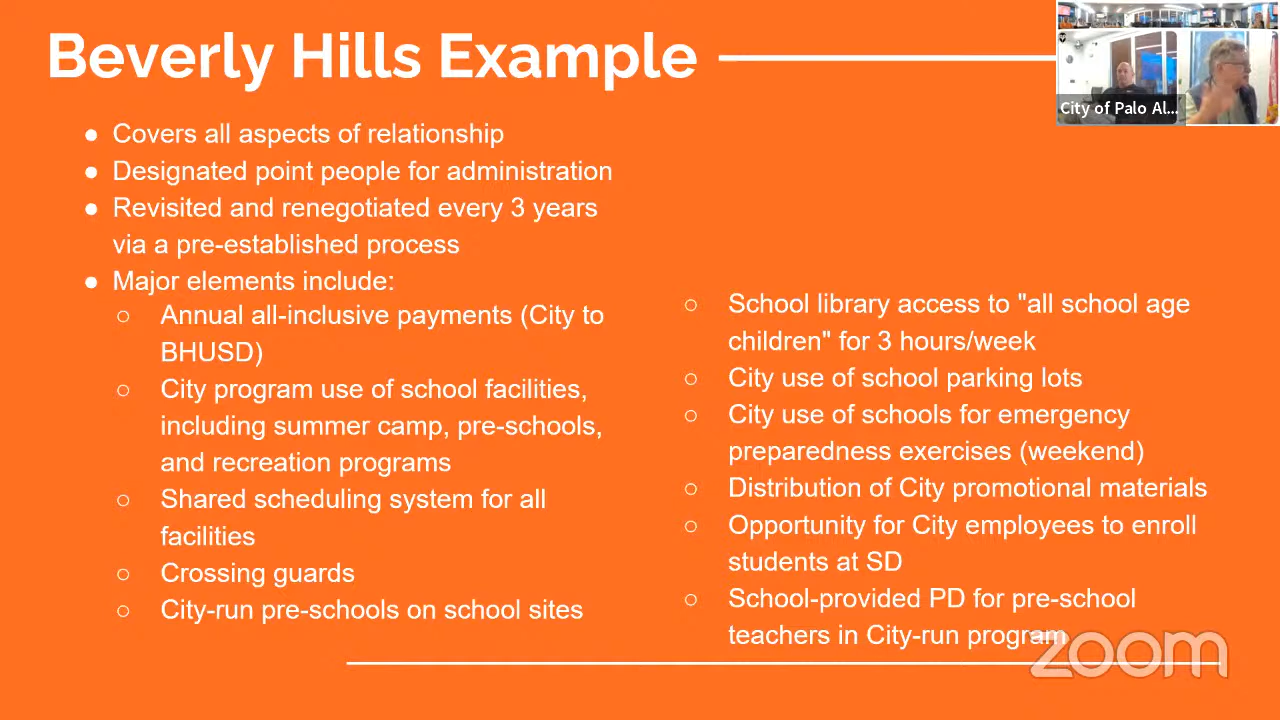 Beverly Hills Example
● Covers all aspects of relationship
● Designated point people for administration
● Revisited and renegotiated every 3 years
via a pre-established process
● Major elements include:
○ Annual all-inclusive payments (City to
BHUSD)
○ City program use of school facilities,
including summer camp, pre-schools,
and recreation programs
○ Shared scheduling system for all
facilities
○ Crossing guards
○ City-run pre-schools on school sites
○ School library access to "all school age
children" for 3 hours/week
○ City use of school parking lots
○ City use of schools for emergency
preparedness exercises (weekend)
○ Distribution of City promotional materials
○ Opportunity for City employees to enroll
students at SD
○ School-provided PD for pre-school
teachers in City-run program
City of Palo Al...
zoom